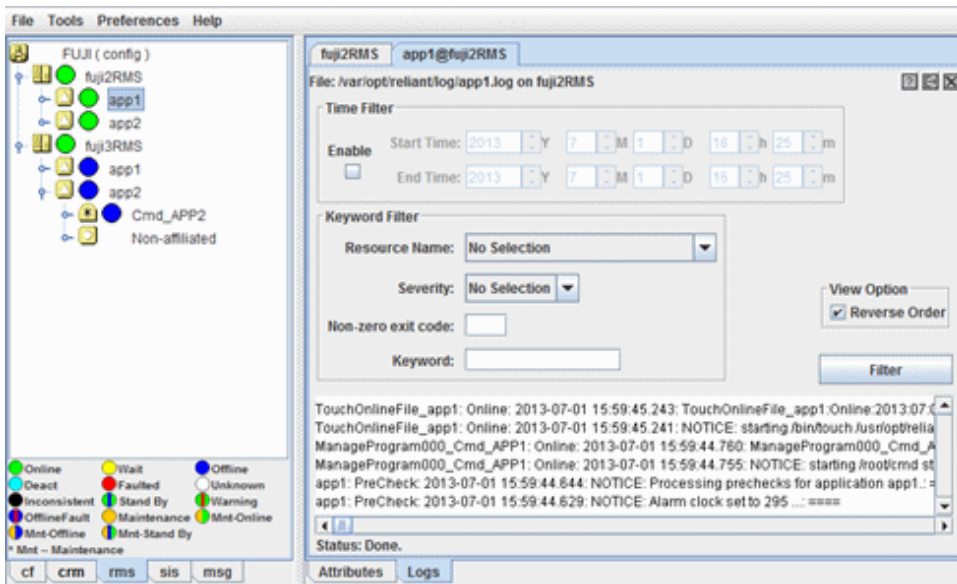 File Tools Preferences Help
FUJI ( config )
fuji2RMS
app1
app2
fuji3RMS
app1
app2
Cmd_APP2
Non-affiliated
Online Wait Offline
Deact Faulted Unknown
Inconsistent Stand By Warning
OfflineFault Maintenance Mnt-Online
Mnt-Offline Mnt-Stand By
* Mnt -- Maintenance
cf crm rms sis msg
fuji2RMS app1@fuji2RMS
File: /var/opt/reliant/log/app1.log on fuji2RMS
Time Filter
Enable
Start Time: 2013 Y 7 M 1 D 16 h 25 m
End Time: 2013 Y 7 M 1 D 16 h 25 m
Keyword Filter
Resource Name: No Selection
Severity: No Selection
Non-zero exit code:
Keyword:
View Option
Reverse Order
Filter
TouchOnlineFile_app1: Online: 2013-07-01 15:59:45.243: TouchOnlineFile_app1:Online:2013:07:
TouchOnlineFile_app1: Online: 2013-07-01 15:59:45.241: NOTICE: starting /bin/touch /usr/opt/relia
ManageProgram000_Cmd_APP1: Online: 2013-07-01 15:59:44.760: ManageProgram000_Cmd_A
ManageProgram000_Cmd_APP1: Online: 2013-07-01 15:59:44.755: NOTICE: starting /root/cmd st
app1: PreCheck: 2013-07-01 15:59:44.644: NOTICE: Processing prechecks for application app1.: =
app1: PreCheck: 2013-07-01 15:59:44.629: NOTICE: Alarm clock set to 295 ...: ====
Status: Done.
Attributes Logs